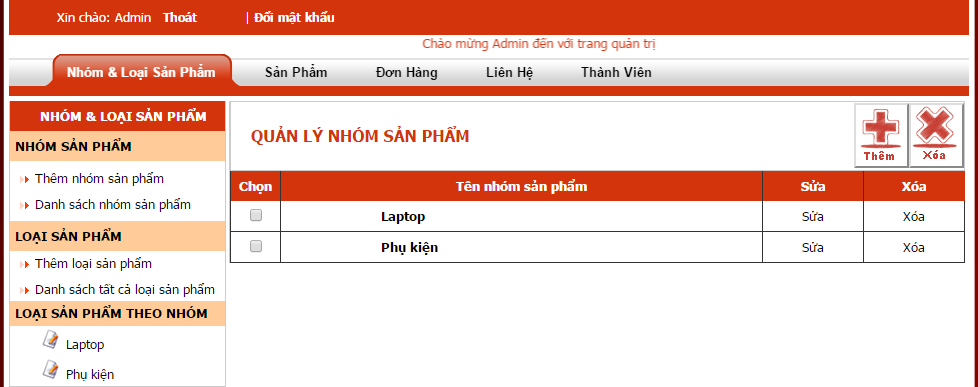 Xin chào: Admin Thoát | Đổi mật khẩu
Chào mừng Admin đến với trang quản trị
Nhóm & Loại Sản Phẩm Sản Phẩm Đơn Hàng Liên Hệ Thành Viên
NHÓM & LOẠI SẢN PHẨM
NHÓM SẢN PHẨM
Thêm nhóm sản phẩm
Danh sách nhóm sản phẩm
LOẠI SẢN PHẨM
Thêm loại sản phẩm
Danh sách tất cả loại sản phẩm
LOẠI SẢN PHẨM THEO NHÓM
Laptop
Phụ kiện
QUẢN LÝ NHÓM SẢN PHẨM
Thêm Xóa
Chọn Tên nhóm sản phẩm Sửa Xóa
Laptop Sửa Xóa
Phụ kiện Sửa Xóa